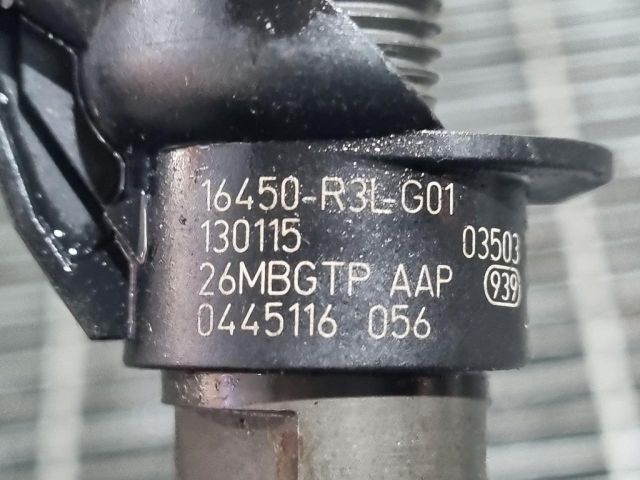 16450-R3L-G01
130115 03503
26MBGTP AAP 939
0445116 056